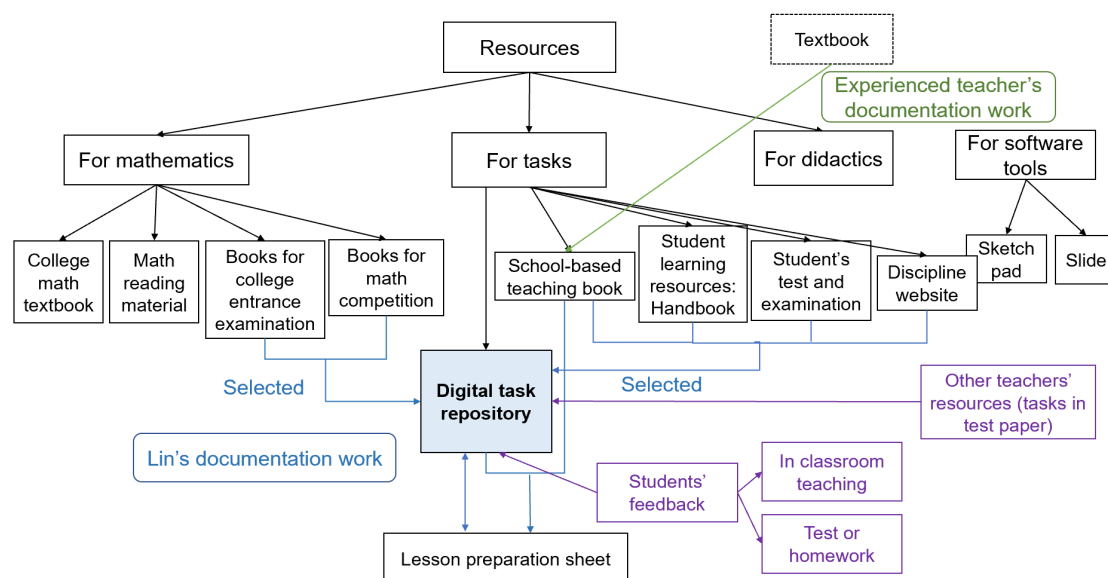 Resources
Textbook
Experienced teacher's
documentation work
For mathematics
For tasks
For didactics
For software
tools
College
math
textbook
Math
reading
material
Books for
college
entrance
examination
Books for
math
competition
School-based
teaching book
Student
learning
resources:
Handbook
Student's
test and
examination
Discipline
website
Sketch
pad
Slide
Selected
Digital task
repository
Selected
Other teachers'
resources (tasks in
test paper)
Lin's documentation work
Students'
feedback
In classroom
teaching
Test or
homework
Lesson preparation sheet